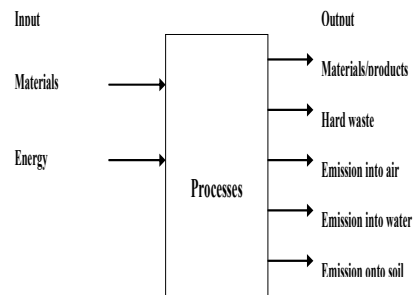 Input
Output
Materials
Materials/products
Hard waste
Energy
Emission into air
Processes
Emission into water
Emission onto soil